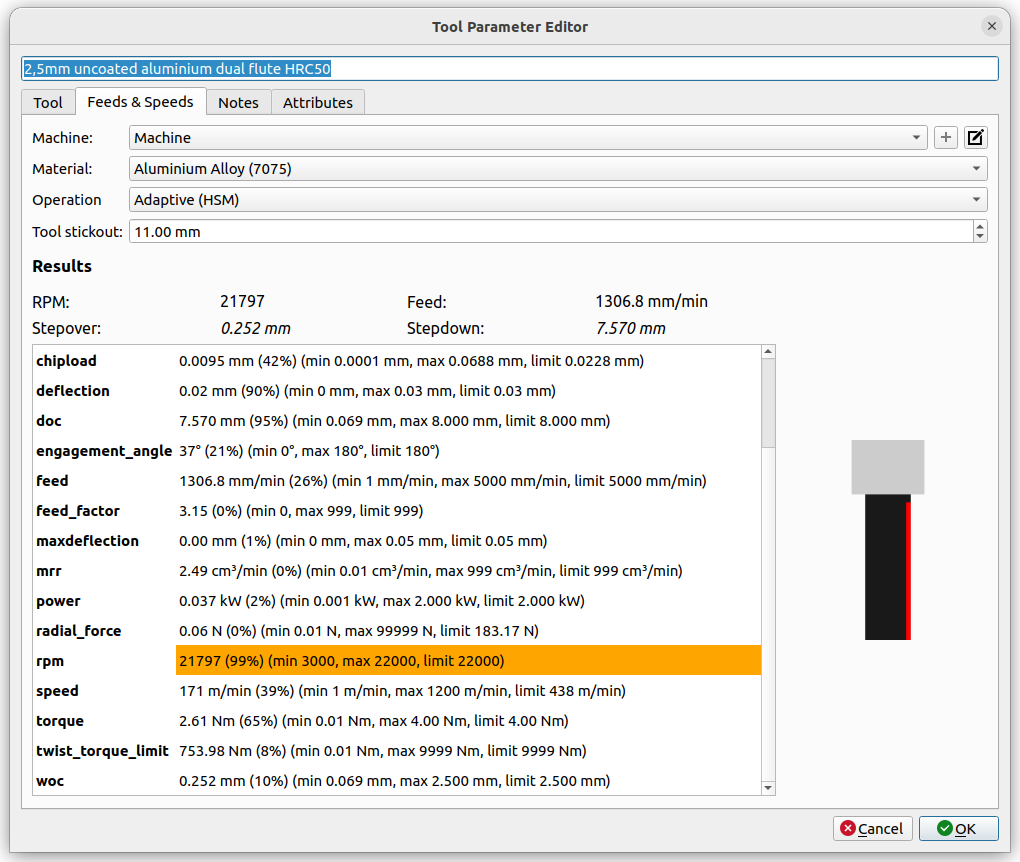 Tool Parameter Editor
2,5mm uncoated aluminium dual flute HRC50
Tool Feeds & Speeds Notes Attributes
Machine: Machine
Material: Aluminium Alloy (7075)
Operation Adaptive (HSM)
Tool stickout: 11.00 mm
Results
RPM: 21797 Feed: 1306.8 mm/min
Stepover: 0.252 mm Stepdown: 7.570 mm
chipload 0.0095 mm (42%) (min 0.0001 mm, max 0.0688 mm, limit 0.0228 mm)
deflection 0.02 mm (90%) (min 0 mm, max 0.03 mm, limit 0.03 mm)
doc 7.570 mm (95%) (min 0.069 mm, max 8.000 mm, limit 8.000 mm)
engagement_angle 37° (21%) (min 0°, max 180°, limit 180°)
feed 1306.8 mm/min (26%) (min 1 mm/min, max 5000 mm/min, limit 5000 mm/min)
feed_factor 3.15 (0%) (min 0, max 999, limit 999)
maxdeflection 0.00 mm (1%) (min 0 mm, max 0.05 mm, limit 0.05 mm)
mrr 2.49 cm³/min (0%) (min 0.01 cm³/min, max 999 cm³/min, limit 999 cm³/min)
power 0.037 kW (2%) (min 0.001 kW, max 2.000 kW, limit 2.000 kW)
radial_force 0.06 N (0%) (min 0.01 N, max 99999 N, limit 183.17 N)
rpm 21797 (99%) (min 3000, max 22000, limit 22000)
speed 171 m/min (39%) (min 1 m/min, max 1200 m/min, limit 438 m/min)
torque 2.61 Nm (65%) (min 0.01 Nm, max 4.00 Nm, limit 4.00 Nm)
twist_torque_limit 753.98 Nm (8%) (min 0.01 Nm, max 9999 Nm, limit 9999 Nm)
woc 0.252 mm (10%) (min 0.069 mm, max 2.500 mm, limit 2.500 mm)
Cancel OK